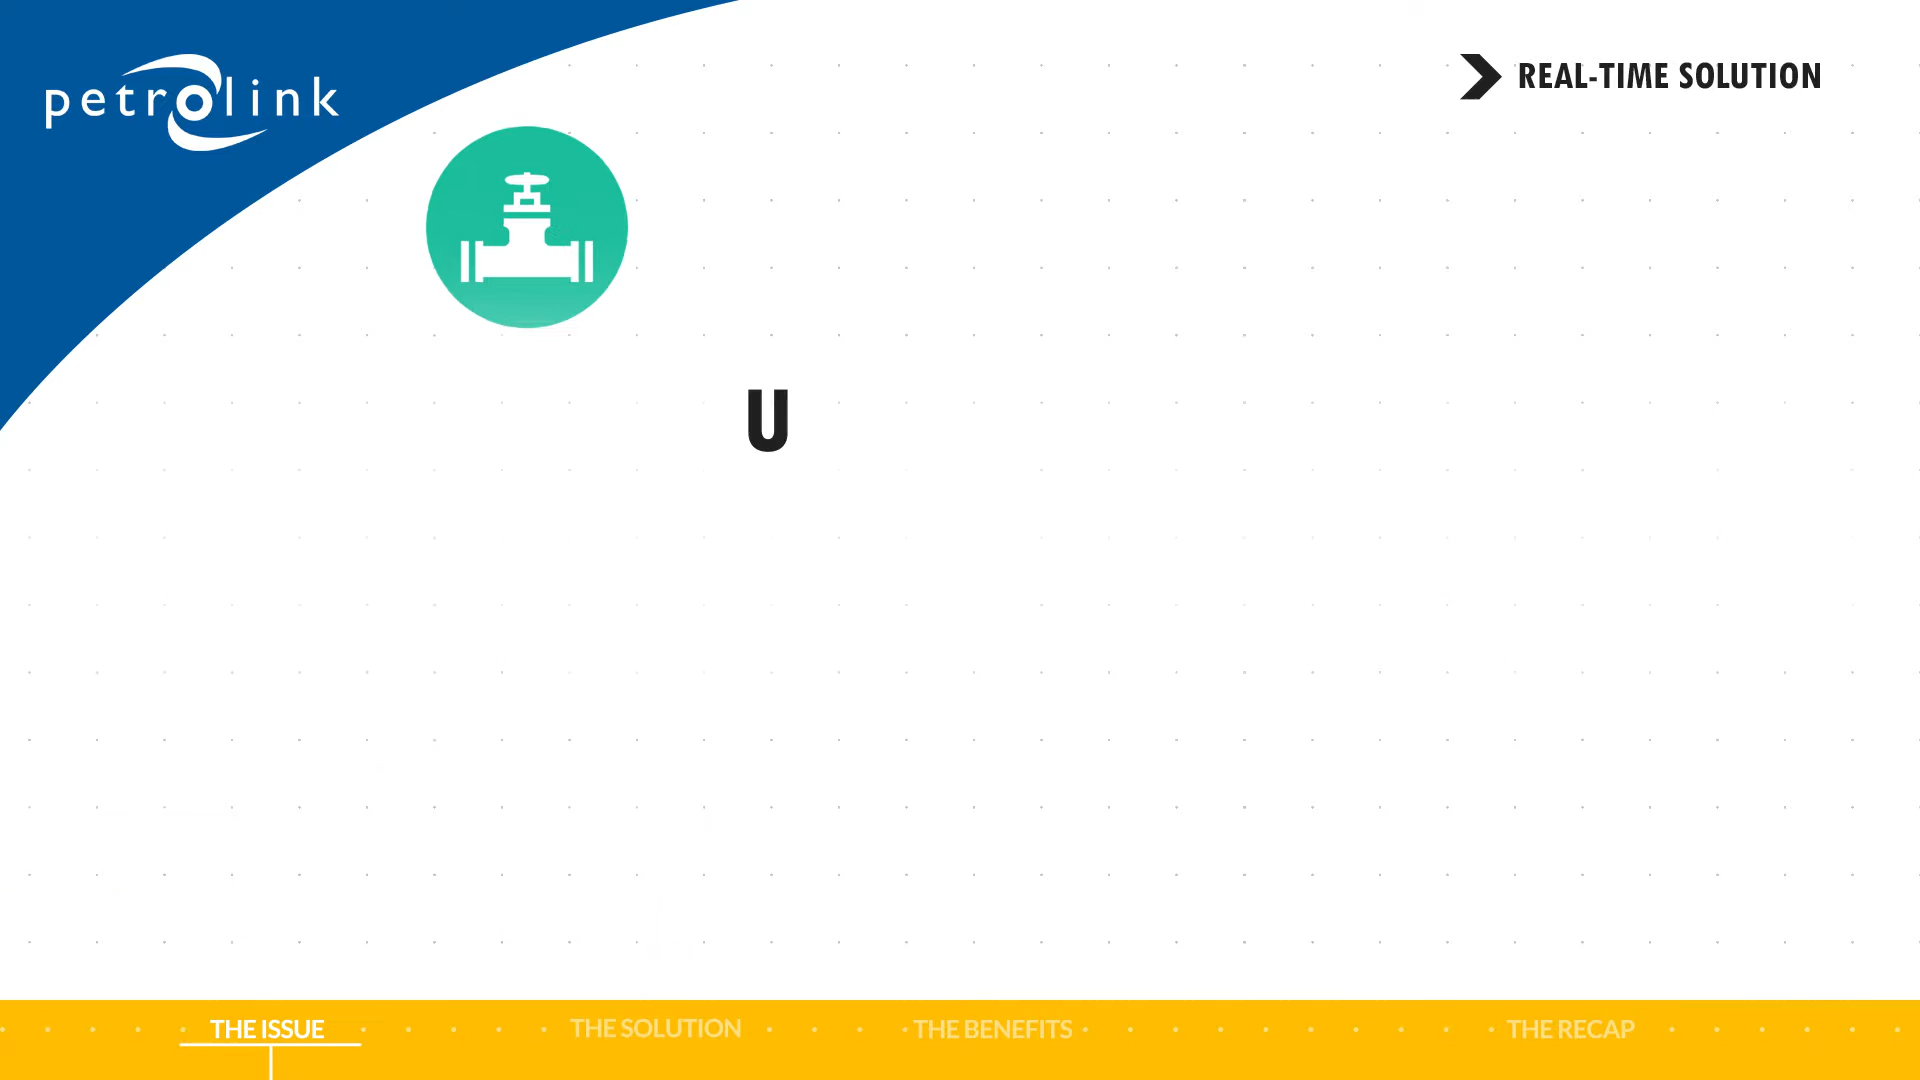 petrolink
REAL-TIME SOLUTION
U
THE ISSUE
THE SOLUTION
THE BENEFITS
THE RECAP